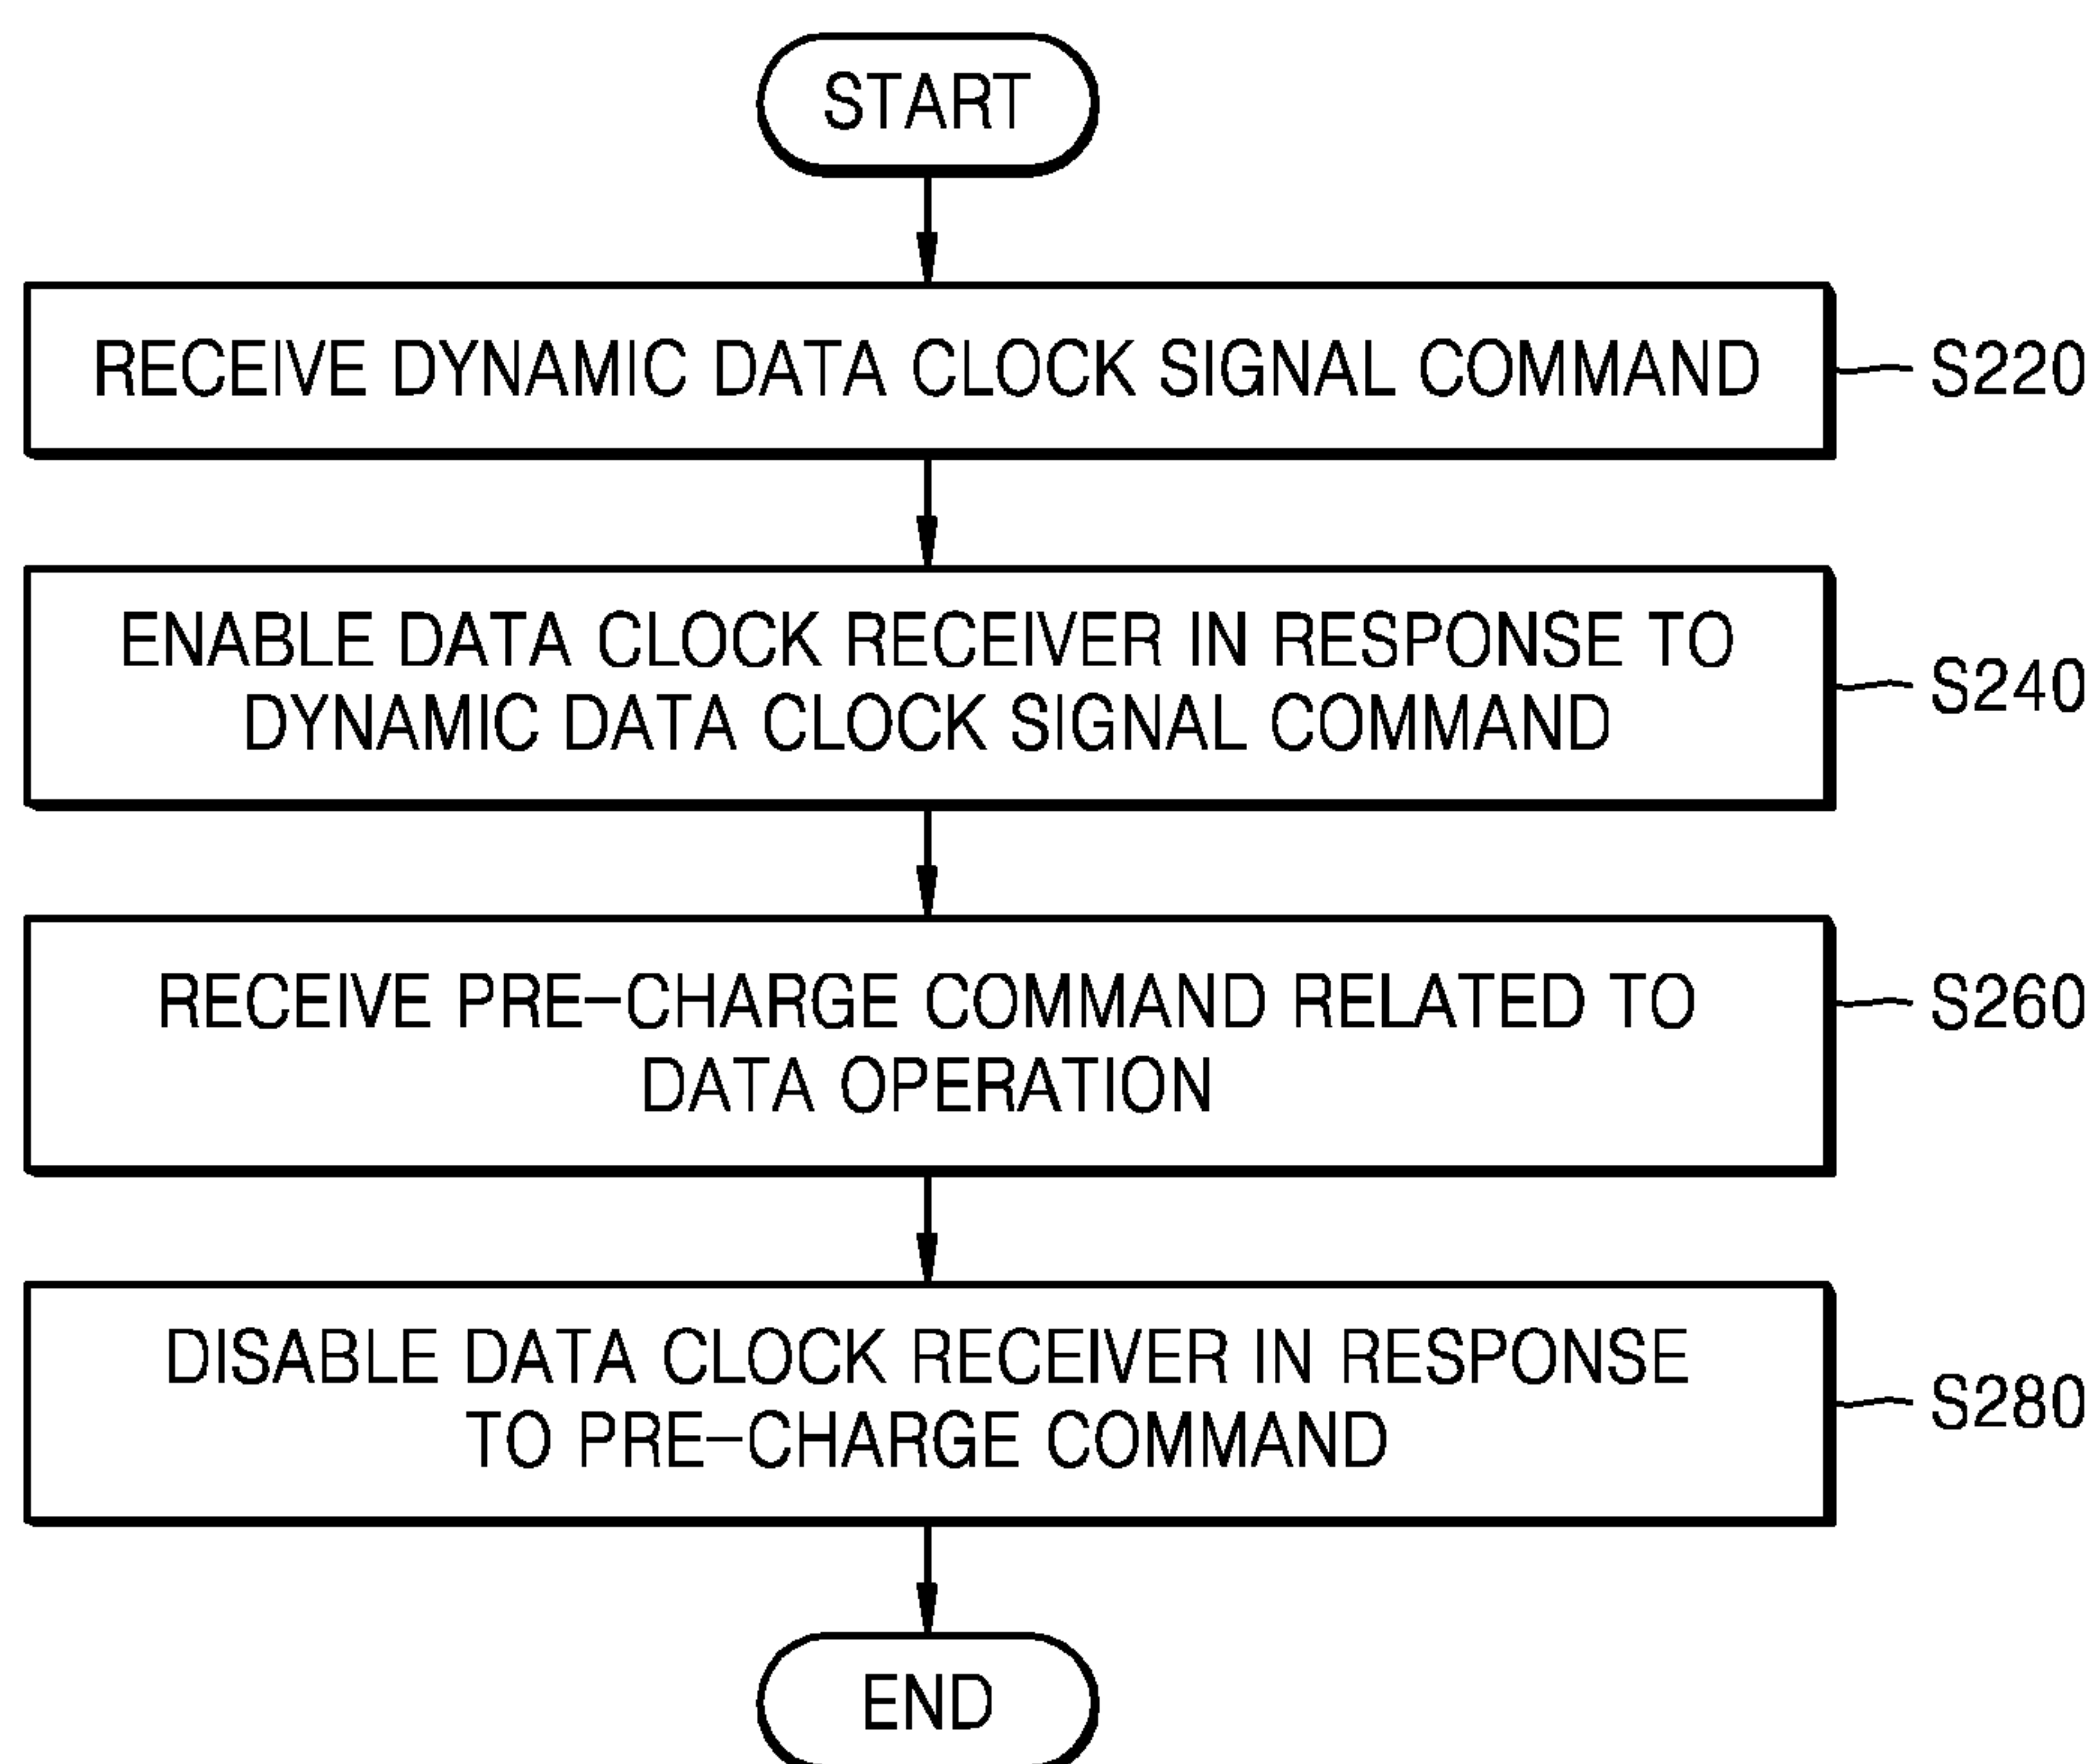 START
RECEIVE DYNAMIC DATA CLOCK SIGNAL COMMAND
S220
ENABLE DATA CLOCK RECEIVER IN RESPONSE TO
DYNAMIC DATA CLOCK SIGNAL COMMAND
S240
RECEIVE PRE-CHARGE COMMAND RELATED TO
DATA OPERATION
S260
DISABLE DATA CLOCK RECEIVER IN RESPONSE
TO PRE-CHARGE COMMAND
S280
END